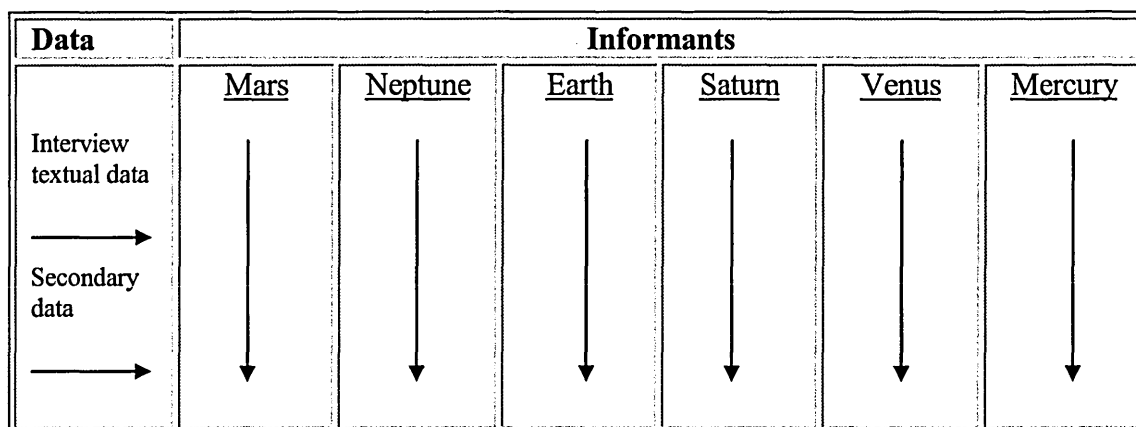 Data
Informants
Mars
Neptune
Earth
Saturn
Venus
Mercury
Interview
textual data
Secondary
data